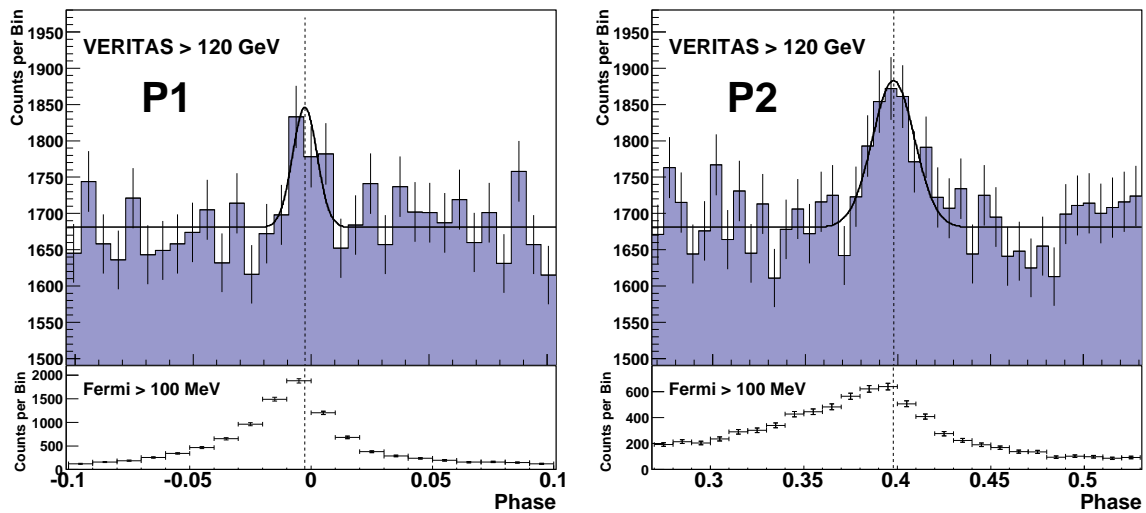 VERITAS > 120 GeV
P1
Counts per Bin
1950
1900
1850
1800
1750
1700
1650
1600
1550
1500
Fermi > 100 MeV
Counts per Bin
2000
1500
1000
500
0
-0.1 -0.05 0 0.05 0.1
Phase
VERITAS > 120 GeV
P2
Counts per Bin
1950
1900
1850
1800
1750
1700
1650
1600
1550
1500
Fermi > 100 MeV
Counts per Bin
600
400
200
0
0.3 0.35 0.4 0.45 0.5
Phase